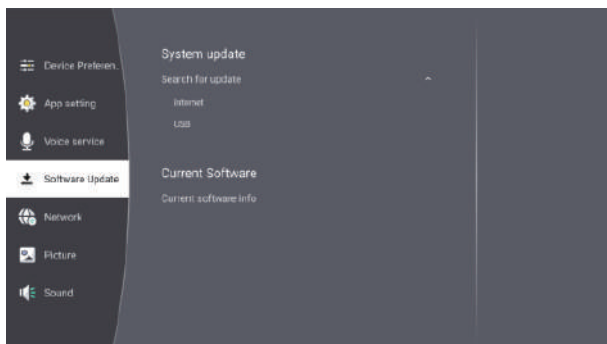 Device Preferen..
App setting
Voice service
Software Update
Network
Picture
Sound
System update
Search for update
Internet
USB
Current Software
Current software info